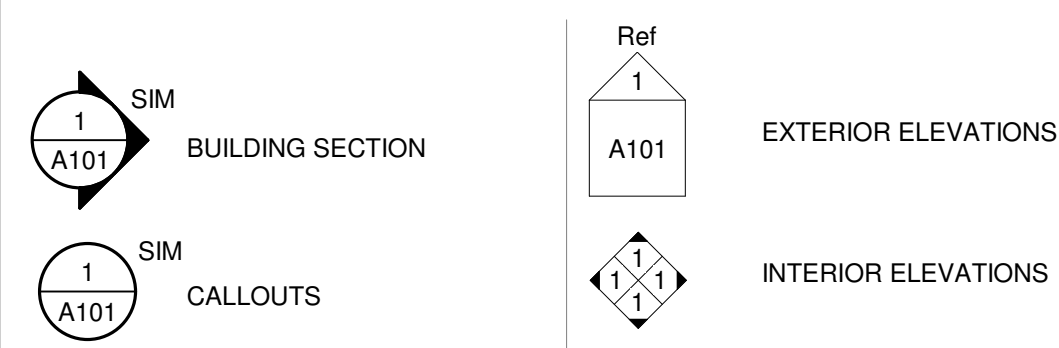 SIM
1
A101
BUILDING SECTION
SIM
1
A101
CALLOUTS
Ref
1
A101
EXTERIOR ELEVATIONS
1
1 1
1
INTERIOR ELEVATIONS